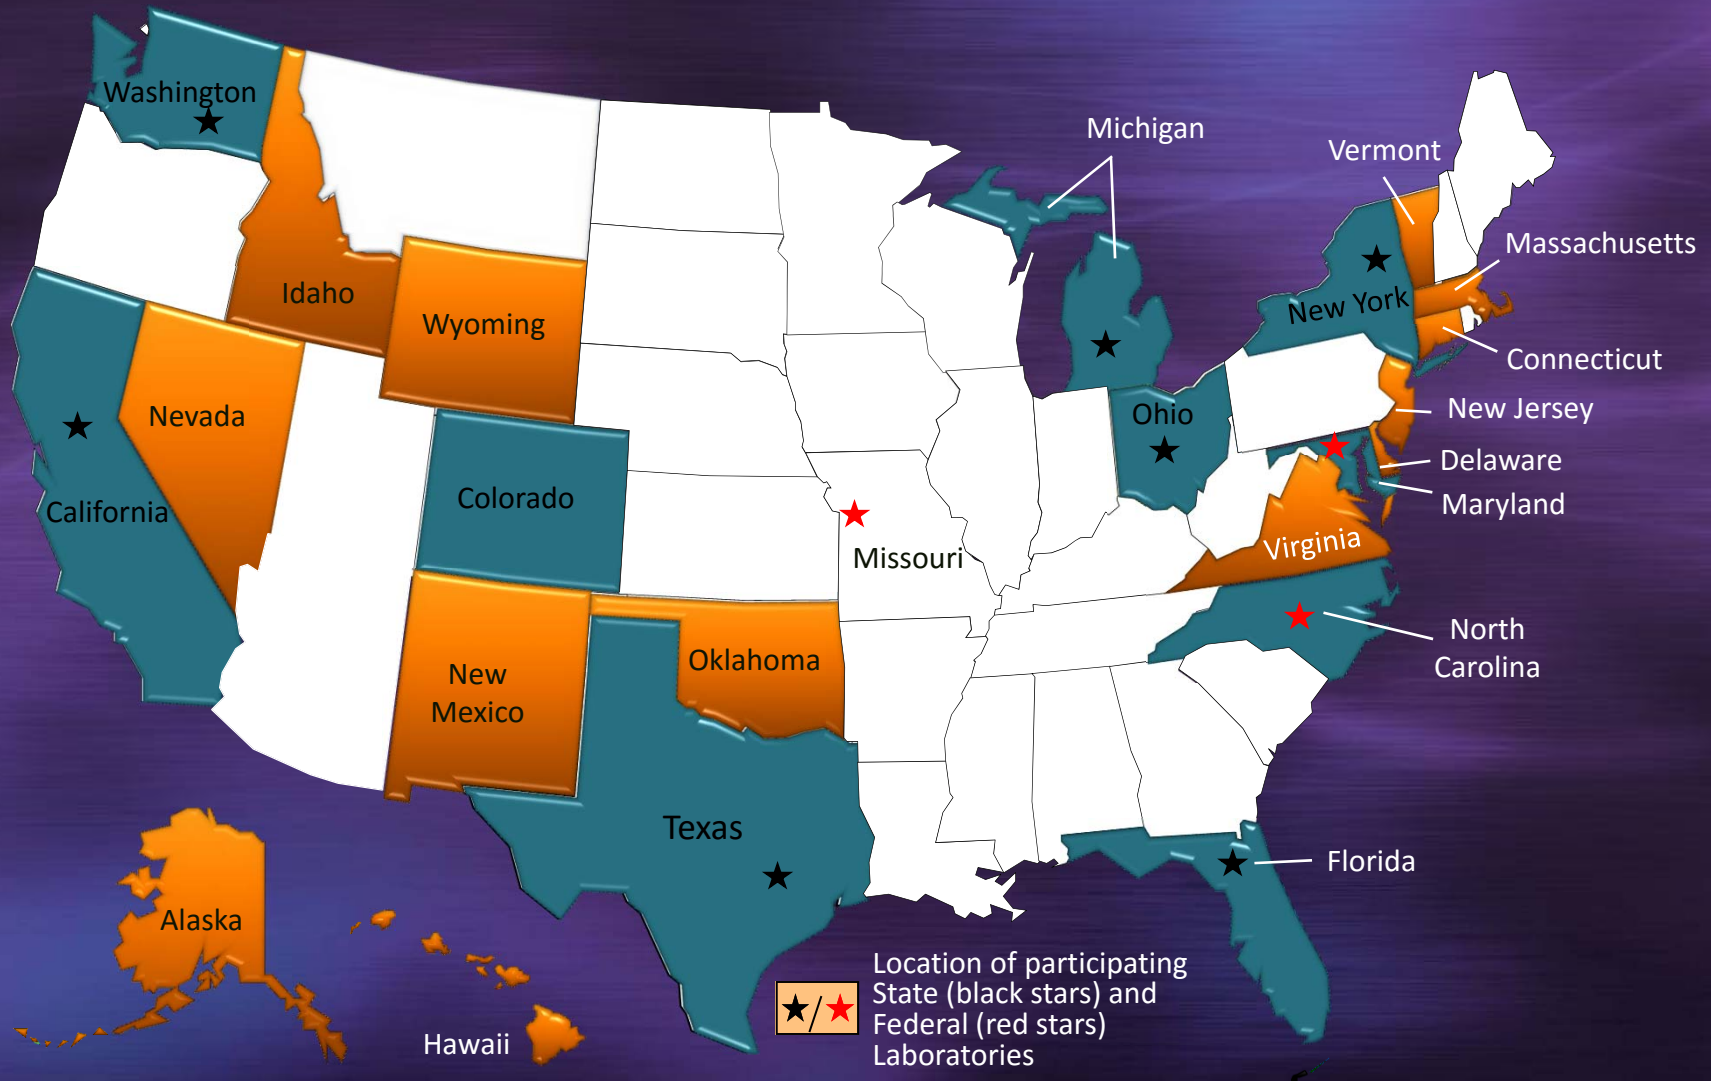 Washington
Michigan
Vermont
Massachusetts
Idaho
Wyoming
New York
Connecticut
Nevada
Ohio
New Jersey
Delaware
Maryland
California
Colorado
Missouri
Virginia
North
Carolina
New
Mexico
Oklahoma
Texas
Florida
Alaska
Hawaii
/
Location of participating
State (black stars) and
Federal (red stars)
Laboratories